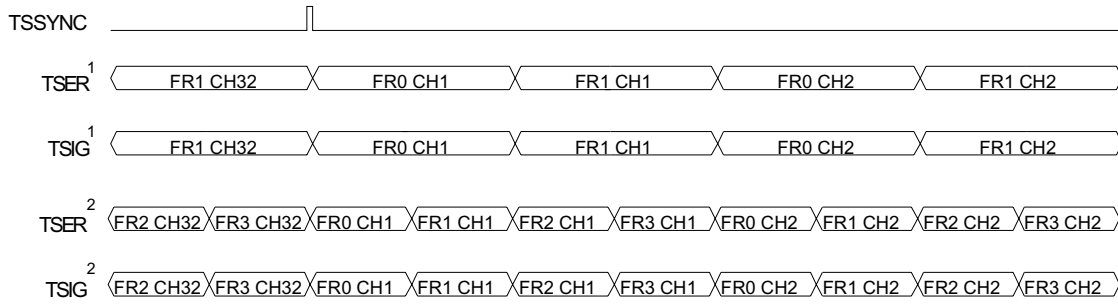 TSSYNC
TSER1 FR1 CH32 FR0 CH1 FR1 CH1 FR0 CH2 FR1 CH2
TSIG1 FR1 CH32 FR0 CH1 FR1 CH1 FR0 CH2 FR1 CH2
TSER2 FR2 CH32 FR3 CH32 FR0 CH1 FR1 CH1 FR2 CH1 FR3 CH1 FR0 CH2 FR1 CH2 FR2 CH2 FR3 CH2
TSIG2 FR2 CH32 FR3 CH32 FR0 CH1 FR1 CH1 FR2 CH1 FR3 CH1 FR0 CH2 FR1 CH2 FR2 CH2 FR3 CH2